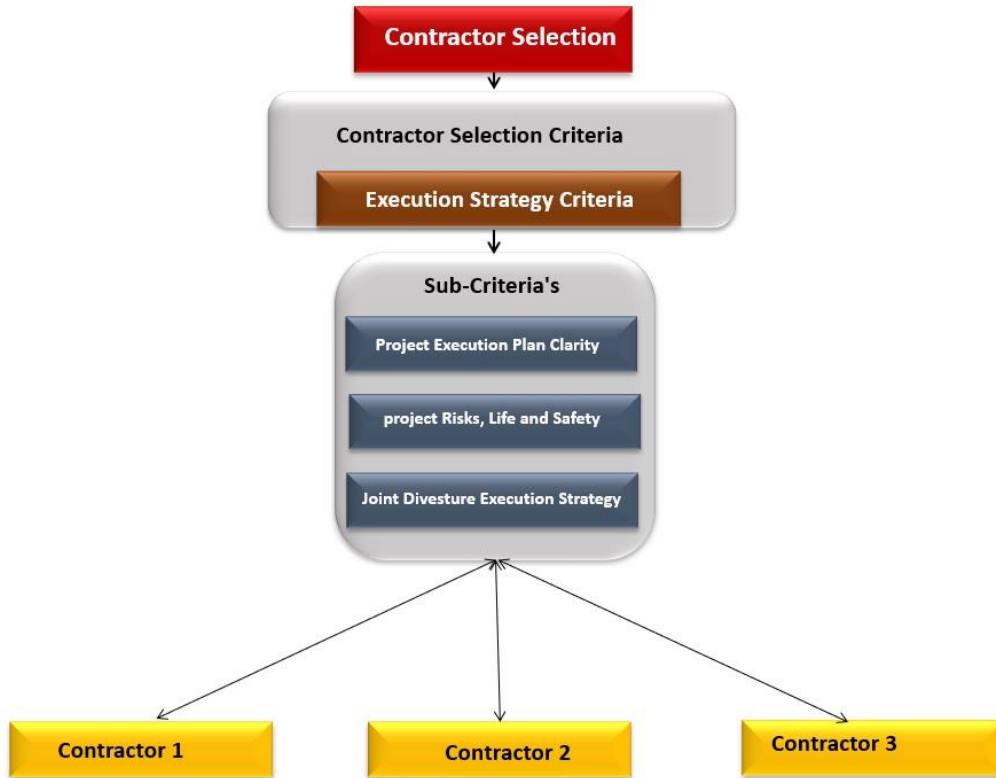 Contractor Selection
Contractor Selection Criteria
Execution Strategy Criteria
Sub-Criteria's
Project Execution Plan Clarity
project Risks, Life and Safety
Joint Divesture Execution Strategy
Contractor 1
Contractor 2
Contractor 3